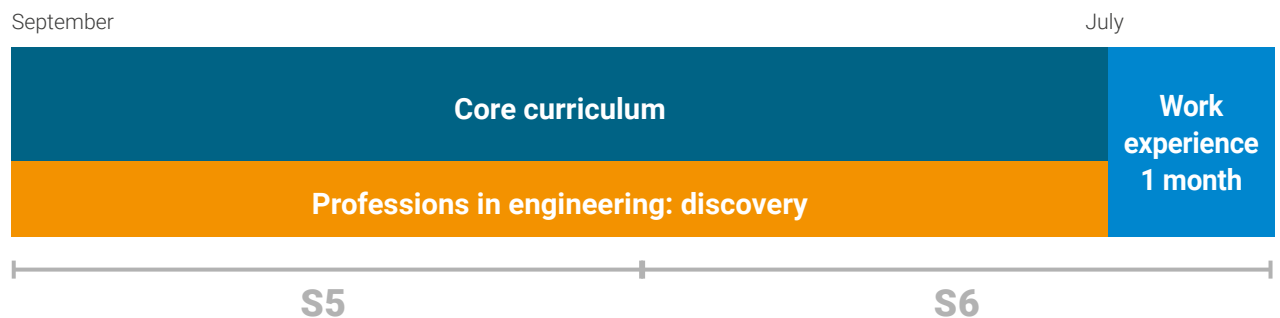 September
July
Core curriculum
Work
experience
1 month
Professions in engineering: discovery
S5
S6